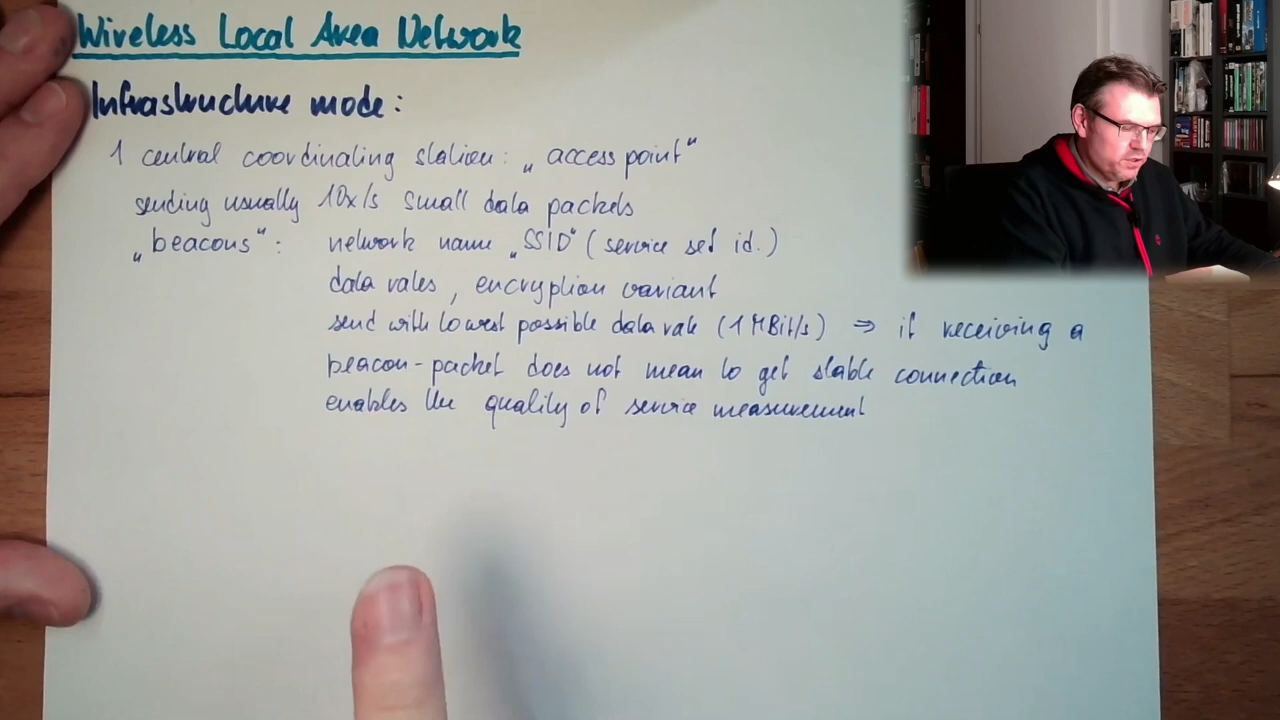 Wireless Local Area Network
Infrastructure mode:
1 central coordinating station: „access point“
sending usually 10x/s small data packets
„beacons“: network name „SSID“ (service set id.)
data rates, encryption variant
send with lowest possible data rate (1 MBit/s) ⇒ if receiving a
beacon-packet does not mean to get stable connection
enables the quality of service measurement